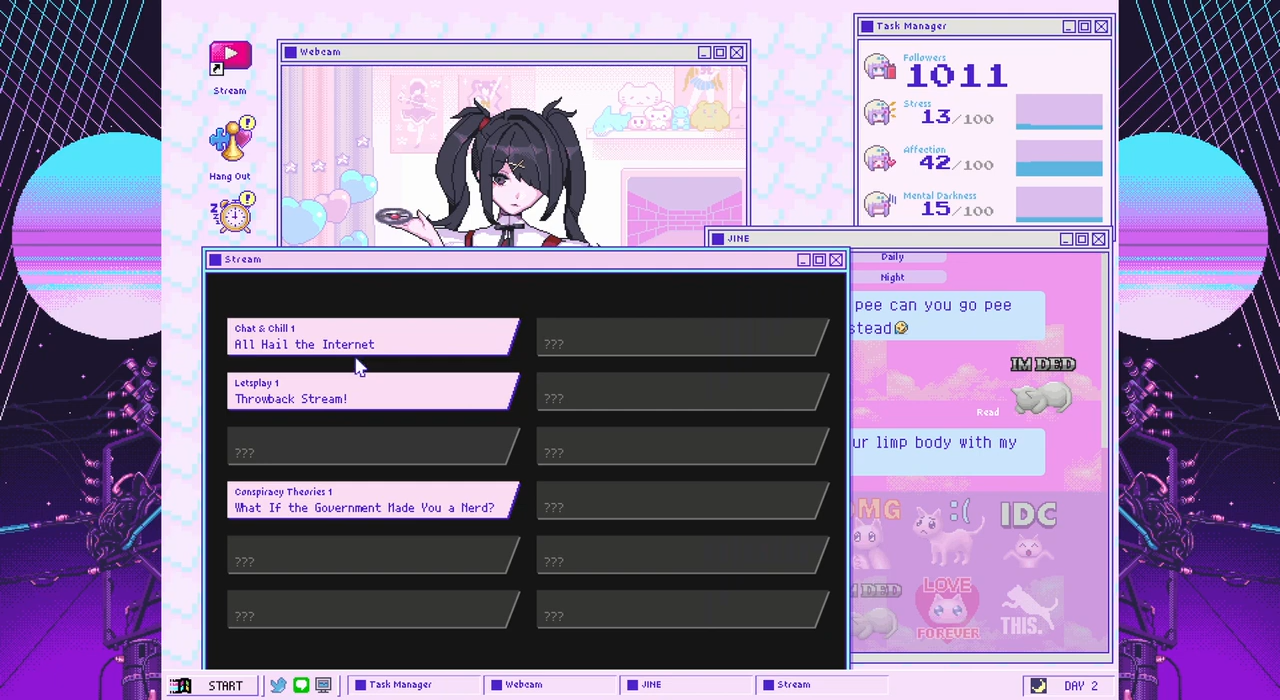 Stream
Hang Out
Webcam
Task Manager
Followers
1011
Stress
13/100
Affection
42/100
Mental Darkness
15/100
JINE
Daily
Night
pee can you go pee
stead
IM DED
Read
ur limp body with my
MG
:(
IDC
DED
LOVE
FOREVER
THIS.
Stream
Chat & Chill 1
All Hail the Internet
???
Letsplay 1
Throwback Stream!
???
???
???
Conspiracy Theories 1
What If the Government Made You a Nerd?
???
???
???
???
???
START
Task Manager
Webcam
JINE
Stream
DAY 2